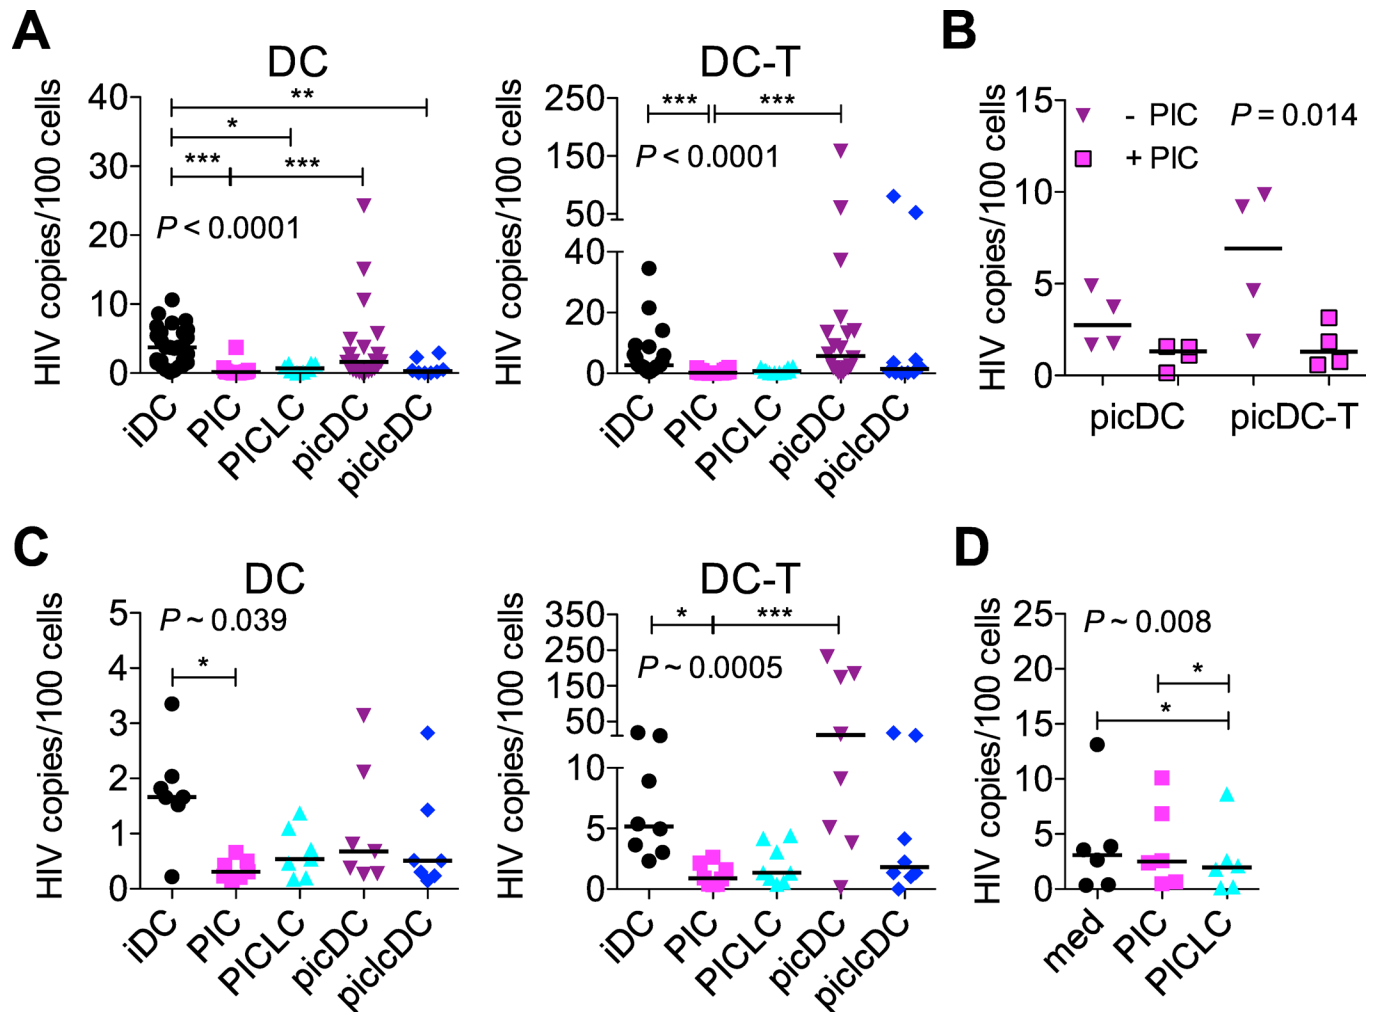 A
DC
HIV copies/100 cells
40
30
20
10
0
**
*
***
***
P < 0.0001
iDC
PIC
PICLC
picDC
piclcDC
DC-T
HIV copies/100 cells
250
150
50
40
20
0
***
***
P < 0.0001
iDC
PIC
PICLC
picDC
piclcDC
B
HIV copies/100 cells
15
10
5
0
- PIC
+ PIC
P = 0.014
picDC
picDC-T
C
DC
HIV copies/100 cells
5
4
3
2
1
0
P ~ 0.039
*
iDC
PIC
PICLC
picDC
piclcDC
DC-T
HIV copies/100 cells
350
250
150
50
10
5
0
*
***
P ~ 0.0005
iDC
PIC
PICLC
picDC
piclcDC
D
HIV copies/100 cells
25
20
15
10
5
0
P ~ 0.008
*
*
med
PIC
PICLC